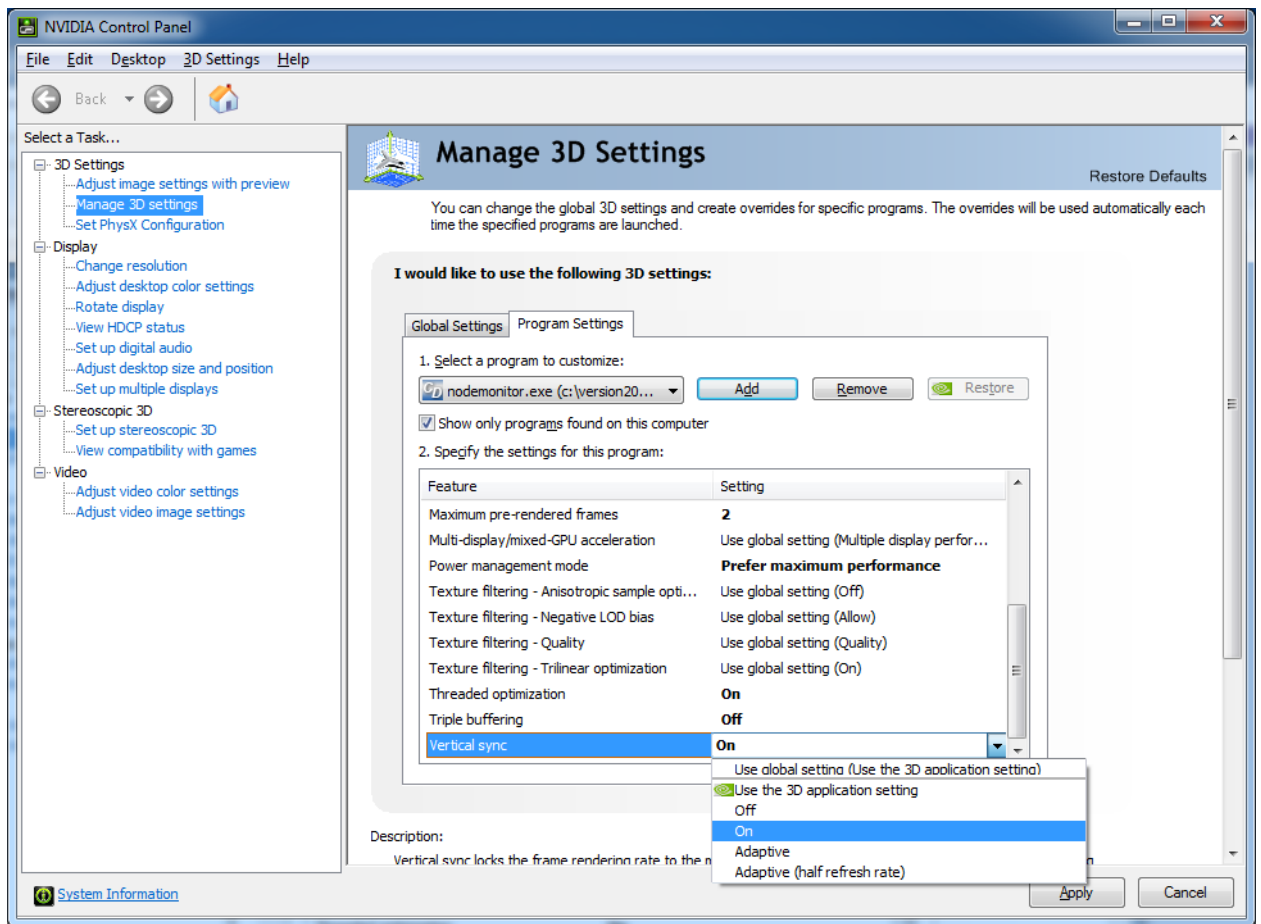 NVIDIA Control Panel
File Edit Desktop 3D Settings Help
Back
Select a Task...
3D Settings
Adjust image settings with preview
Manage 3D settings
Set PhysX Configuration
Display
Change resolution
Adjust desktop color settings
Rotate display
View HDCP status
Set up digital audio
Adjust desktop size and position
Set up multiple displays
Stereoscopic 3D
Set up stereoscopic 3D
View compatibility with games
Video
Adjust video color settings
Adjust video image settings
System Information
Manage 3D Settings
Restore Defaults
You can change the global 3D settings and create overrides for specific programs. The overrides will be used automatically each
time the specified programs are launched.
I would like to use the following 3D settings:
Global Settings Program Settings
1. Select a program to customize:
nodemonitor.exe (c:\version20... Add Remove Restore
Show only programs found on this computer
2. Specify the settings for this program:
Feature Setting
Maximum pre-rendered frames 2
Multi-display/mixed-GPU acceleration Use global setting (Multiple display perfor...
Power management mode Prefer maximum performance
Texture filtering - Anisotropic sample opti... Use global setting (Off)
Texture filtering - Negative LOD bias Use global setting (Allow)
Texture filtering - Quality Use global setting (Quality)
Texture filtering - Trilinear optimization Use global setting (On)
Threaded optimization On
Triple buffering Off
Vertical sync On
Use global setting (Use the 3D application setting)
Use the 3D application setting
Off
On
Adaptive
Adaptive (half refresh rate)
Description:
Vertical sync locks the frame rendering rate to the
Apply Cancel